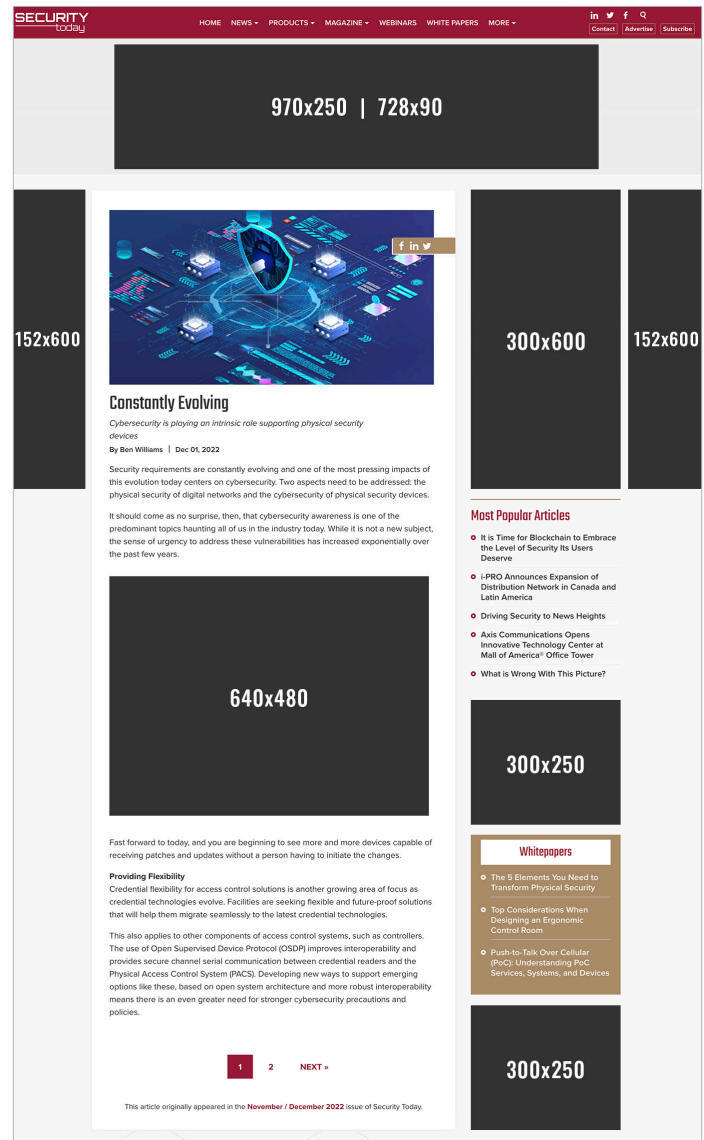 SECURITY
today
HOME NEWS PRODUCTS MAGAZINE WEBINARS WHITE PAPERS MORE
Contact Advertise Subscribe
970x250 | 728x90
152x600
300x600
152x600
Constantly Evolving
Cybersecurity is playing an intrinsic role supporting physical security
devices
By Ben Williams | Dec 01, 2022
Security requirements are constantly evolving and one of the most pressing impacts of
this evolution today centers on cybersecurity. Two aspects need to be addressed: the
physical security of digital networks and the cybersecurity of physical security devices.
It should come as no surprise, then, that cybersecurity awareness is one of the
predominant topics haunting all of us in the industry today. While it is not a new subject,
the sense of urgency to address these vulnerabilities has increased exponentially over
the past few years.
640x480
Fast forward to today, and you are beginning to see more and more devices capable of
receiving patches and updates without a person having to initiate the changes.
Providing Flexibility
Credential flexibility for access control solutions is another growing area of focus as
credential technologies evolve. Facilities are seeking flexible and future-proof solutions
that will help them migrate seamlessly to the latest credential technologies.
This also applies to other components of access control systems, such as controllers.
The use of Open Supervised Device Protocol (OSDP) improves interoperability and
provides secure channel serial communication between credential readers and the
Physical Access Control System (PACS). Developing new ways to support emerging
options like these, based on open system architecture and more robust interoperability
means there is an even greater need for stronger cybersecurity precautions and
policies.
1 2 NEXT »
This article originally appeared in the November / December 2022 issue of Security Today.
Most Popular Articles
It is Time for Blockchain to Embrace
the Level of Security Its Users
Deserve
i-PRO Announces Expansion of
Distribution Network in Canada and
Latin America
Driving Security to News Heights
Axis Communications Opens
Innovative Technology Center at
Mall of America® Office Tower
What is Wrong With This Picture?
300x250
Whitepapers
The 5 Elements You Need to
Transform Physical Security
Top Considerations When
Designing an Ergonomic
Control Room
Push-to-Talk Over Cellular
(PoC): Understanding PoC
Services, Systems, and Devices
300x250